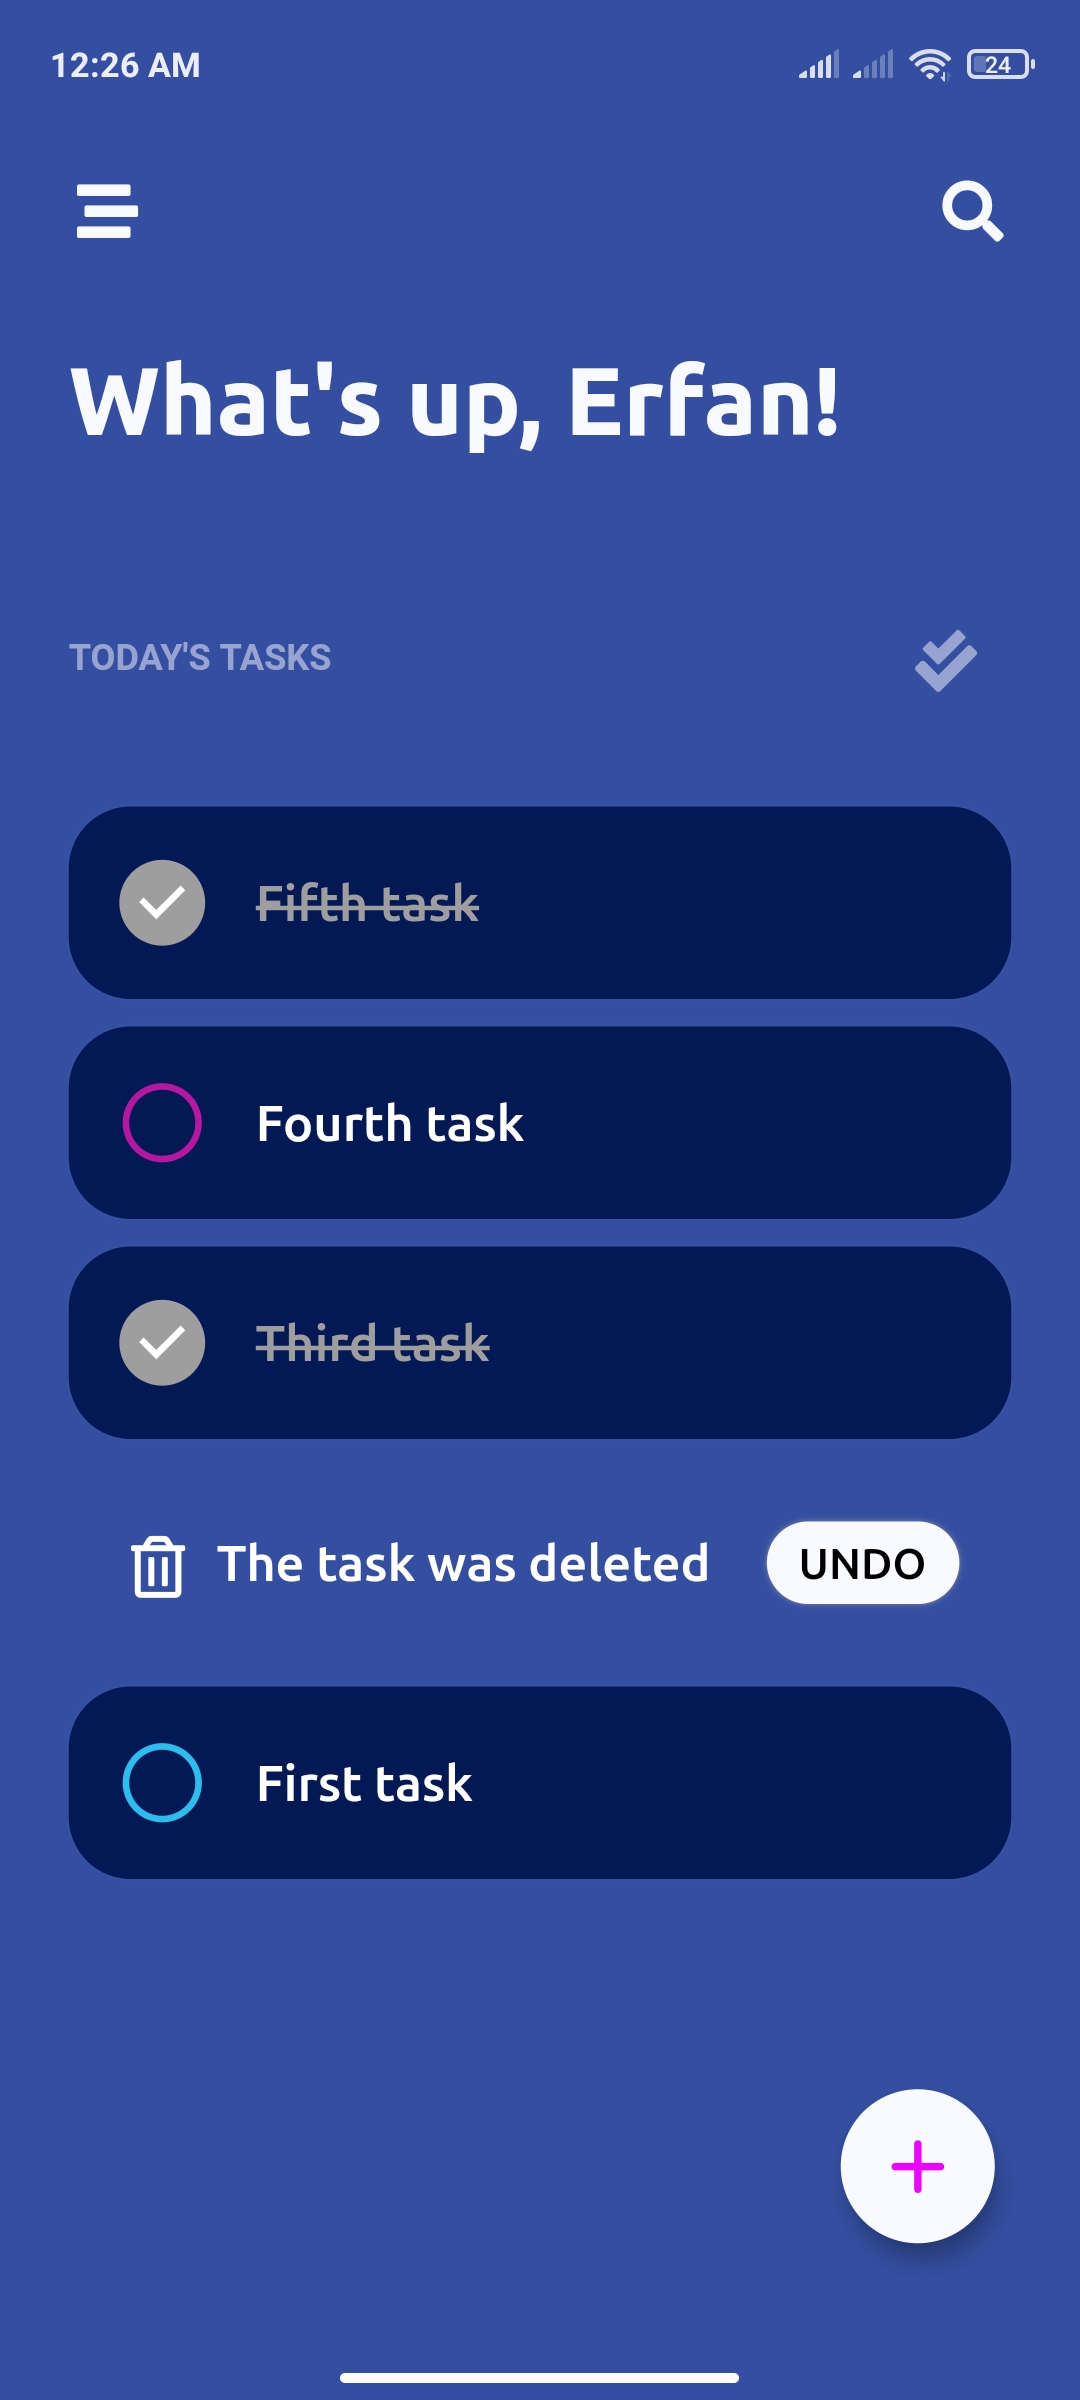 12:26 AM
24
What's up, Erfan!
TODAY'S TASKS
Fifth task
Fourth task
Third task
The task was deleted
UNDO
First task